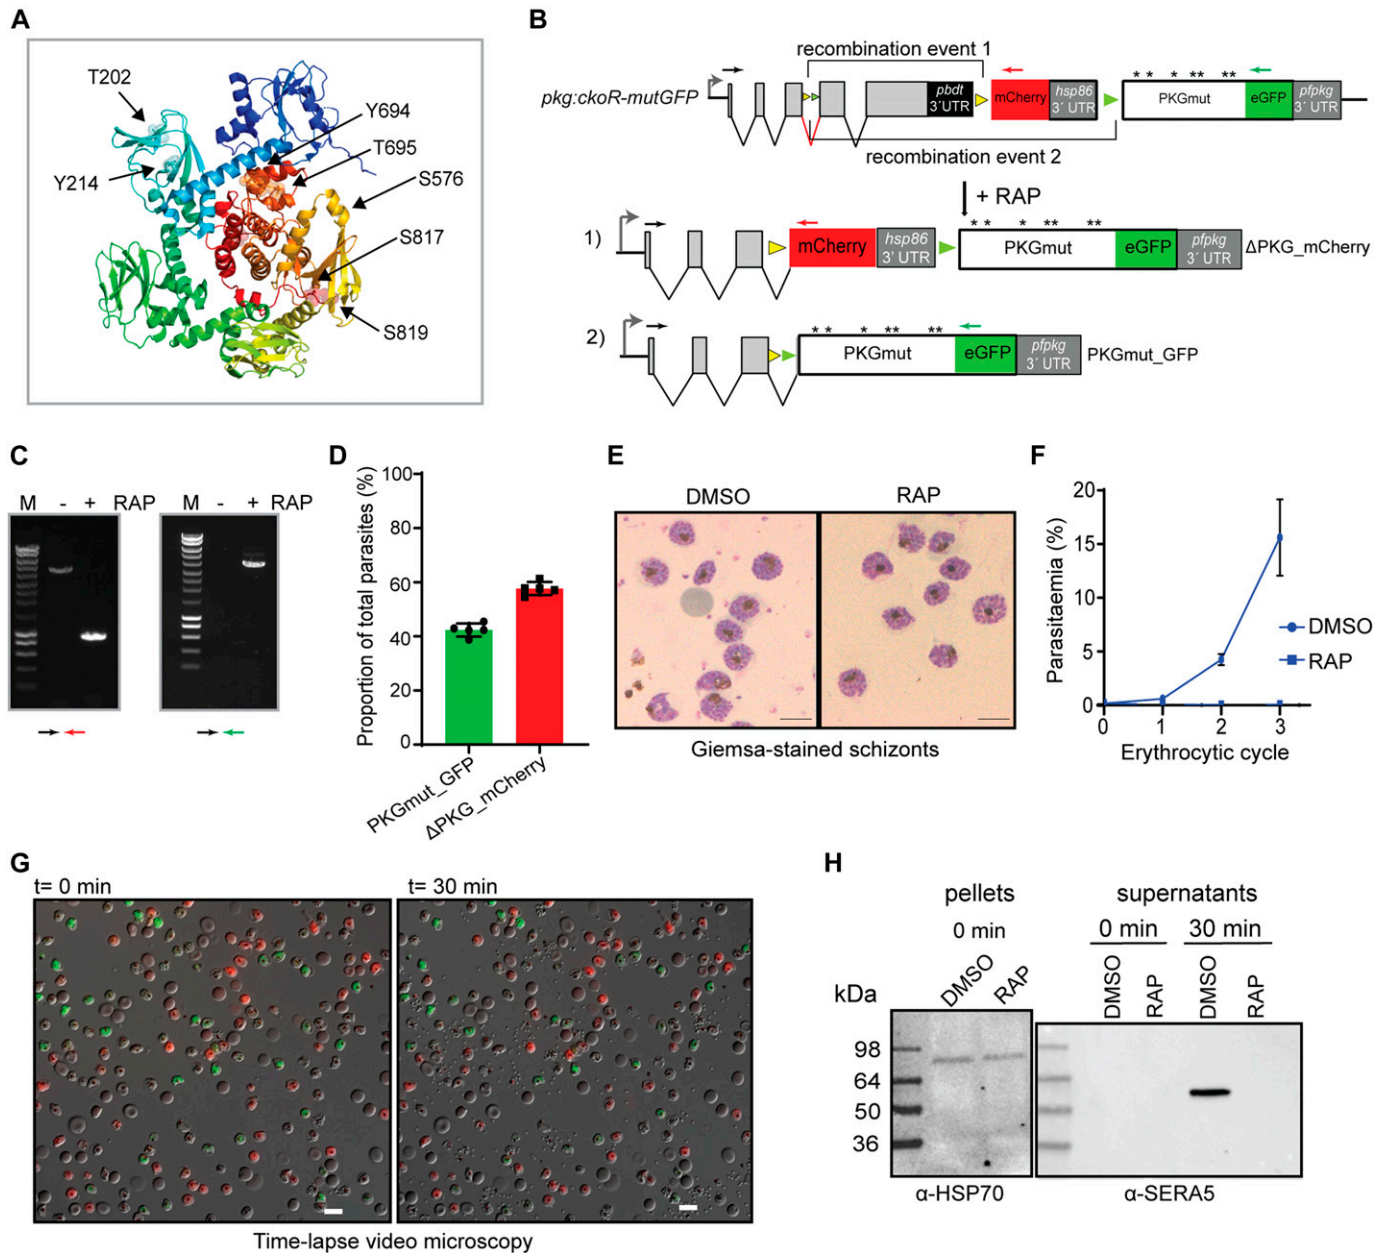 A
T202
Y694
T695
Y214
S576
S817
S819
B
recombination event 1
pkg:ckoR-mutGFP
pbdt
3´UTR
mCherry
hsp86
3´ UTR
* * * ** **
PKGmut
eGFP
pfpkg
3´ UTR
recombination event 2
+ RAP
1)
mCherry
hsp86
3' UTR
* * * ** **
PKGmut
eGFP
pfpkg
3´ UTR
ΔPKG_mCherry
2)
* * * ** **
PKGmut
eGFP
pfpkg
3´ UTR
PKGmut_GFP
C
M - + RAP
M - + RAP
D
Proportion of total parasites (%)
100
80
60
40
20
0
PKGmut_GFP
ΔPKG_mCherry
E
DMSO
RAP
Giemsa-stained schizonts
F
Parasitaemia (%)
20
15
10
5
0
0 1 2 3
Erythrocytic cycle
DMSO
RAP
G
t= 0 min
t= 30 min
Time-lapse video microscopy
H
pellets
supernatants
0 min
0 min
30 min
kDa
DMSO
RAP
DMSO
RAP
DMSO
RAP
98
64
50
36
α-HSP70
α-SERA5